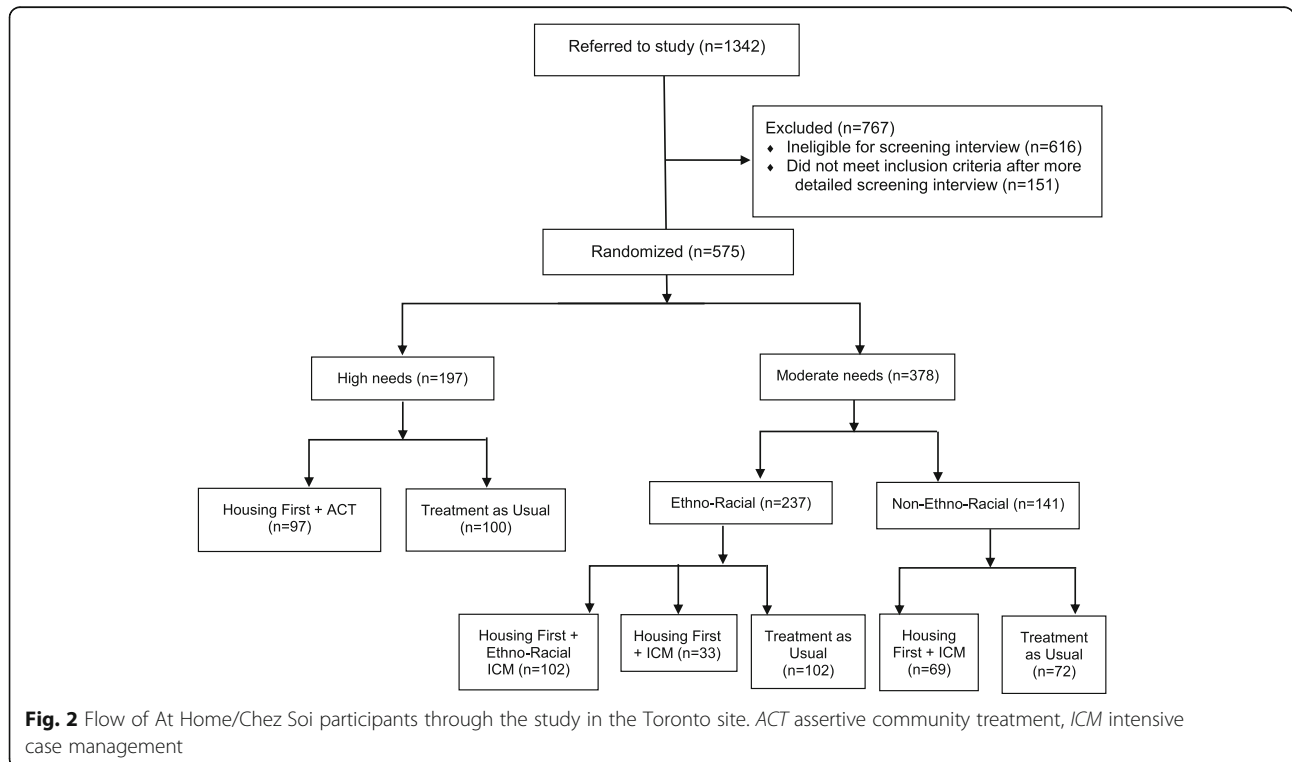 Referred to study (n=1342)
Excluded (n=767)
♦ Ineligible for screening interview (n=616)
♦ Did not meet inclusion criteria after more
detailed screening interview (n=151)
Randomized (n=575)
High needs (n=197)
Moderate needs (n=378)
Housing First + ACT
(n=97)
Treatment as Usual
(n=100)
Ethno-Racial (n=237)
Non-Ethno-Racial (n=141)
Housing First +
Ethno-Racial
ICM (n=102)
Housing First
+ ICM (n=33)
Treatment as
Usual
(n=102)
Housing
First + ICM
(n=69)
Treatment as
Usual
(n=72)
Fig. 2 Flow of At Home/Chez Soi participants through the study in the Toronto site. ACT assertive community treatment, ICM intensive
case management